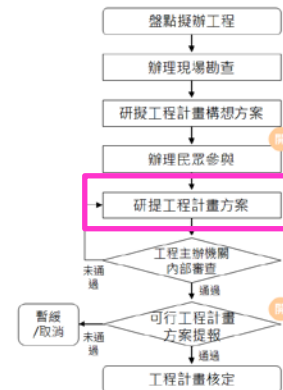 盤點擬辦工程
辦理現場勘查
研擬工程計畫構想方案
辦理民眾參與
研提工程計畫方案
工程主辦機關
內部審查
未通
過
通過
可行工程計畫
方案提報
暫緩
/取消
未通
過
通過
工程計畫核定